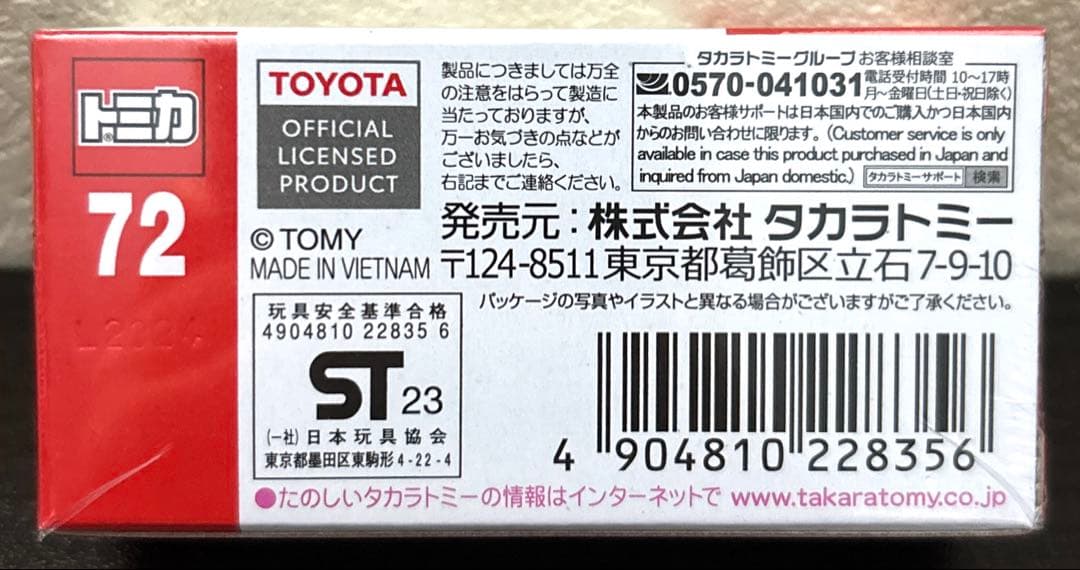 トミカ®
72
L2024
TOYOTA
OFFICIAL
LICENSED
PRODUCT
© TOMY
MADE IN VIETNAM
製品につきましては万全
の注意をはらって製造に
当たっておりますが、
万一お気づきの点などが
ございましたら、
右記までご連絡ください。
タカラトミーグループ お客様相談室
0570-041031 電話受付時間 10〜17時
月〜金曜日(土日・祝日除く)
本製品のお客様サポートは日本国内でのご購入かつ日本国内
からのお問い合わせに限ります。(Customer service is only
available in case this product purchased in Japan and
inquired from Japan domestic.) タカラトミーサポート 検索
発売元：株式会社 タカラトミー
〒124-8511 東京都葛飾区立石 7-9-10
パッケージの写真やイラストと異なる場合がございますがご了承ください。
玩具安全基準合格
4904810 22835 6
ST 23
(一社)日本玩具協会
東京都墨田区東駒形 4-22-4
4 904810 228356
●たのしいタカラトミーの情報はインターネットで www.takaratomy.co.jp